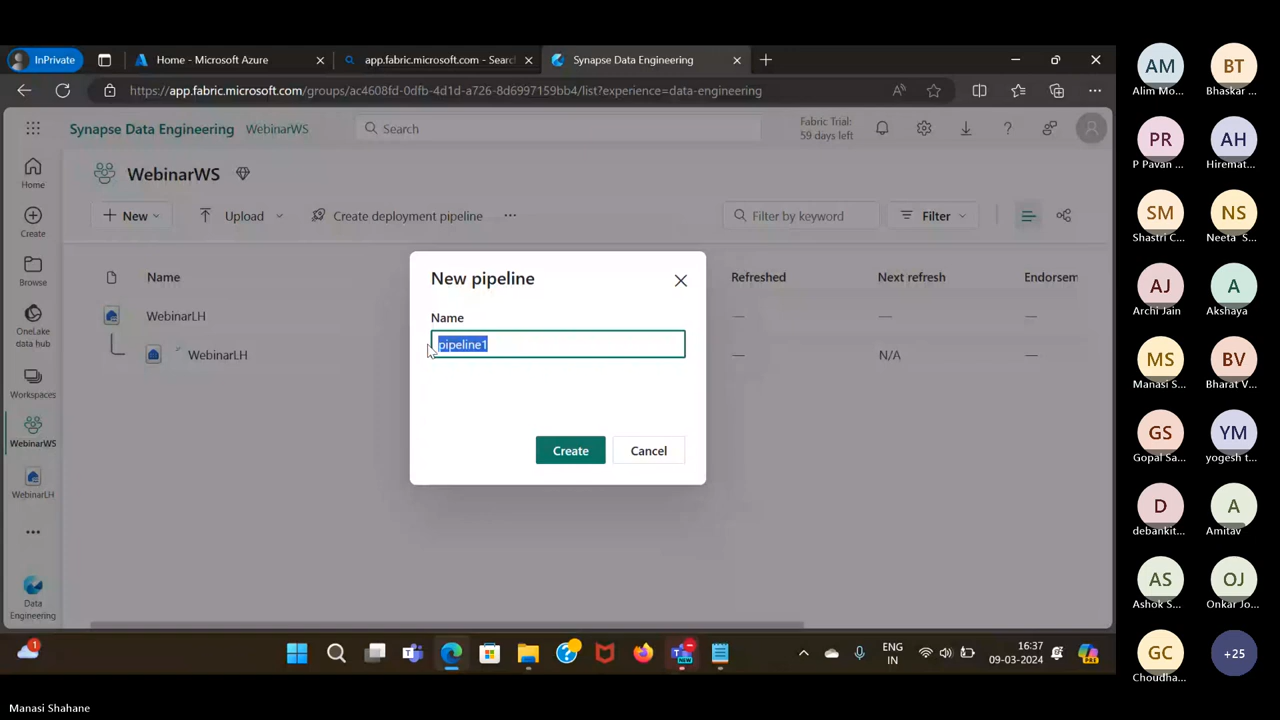 InPrivate
Home - Microsoft Azure
app.fabric.microsoft.com - Searc
Synapse Data Engineering
https://app.fabric.microsoft.com/groups/ac4608fd-0dfb-4d1d-a726-8d6997159bb4/list?experience=data-engineering
Synapse Data Engineering WebinarWS
Search
Fabric Trial:
59 days left
Home
Create
Browse
OneLake
data hub
Workspaces
WebinarWS
WebinarLH
Data
Engineering
WebinarWS
New
Upload
Create deployment pipeline
Filter by keyword
Filter
Name
Refreshed
Next refresh
Endorsem
WebinarLH
—
—
—
WebinarLH
—
N/A
—
New pipeline
Name
pipeline1
Create
Cancel
1
NEW
PRE
ENG
IN
16:37
09-03-2024
AM
Alim Mo...
BT
Bhaskar ...
PR
P Pavan ...
AH
Hiremat...
SM
Shastri C...
NS
Neeta S...
AJ
Archi Jain
A
Akshaya
MS
Manasi S...
BV
Bharat V...
GS
Gopal Sa...
YM
yogesh t...
D
debankit...
A
Amitav
AS
Ashok S...
OJ
Onkar Jo...
GC
Choudha...
+25
Manasi Shahane